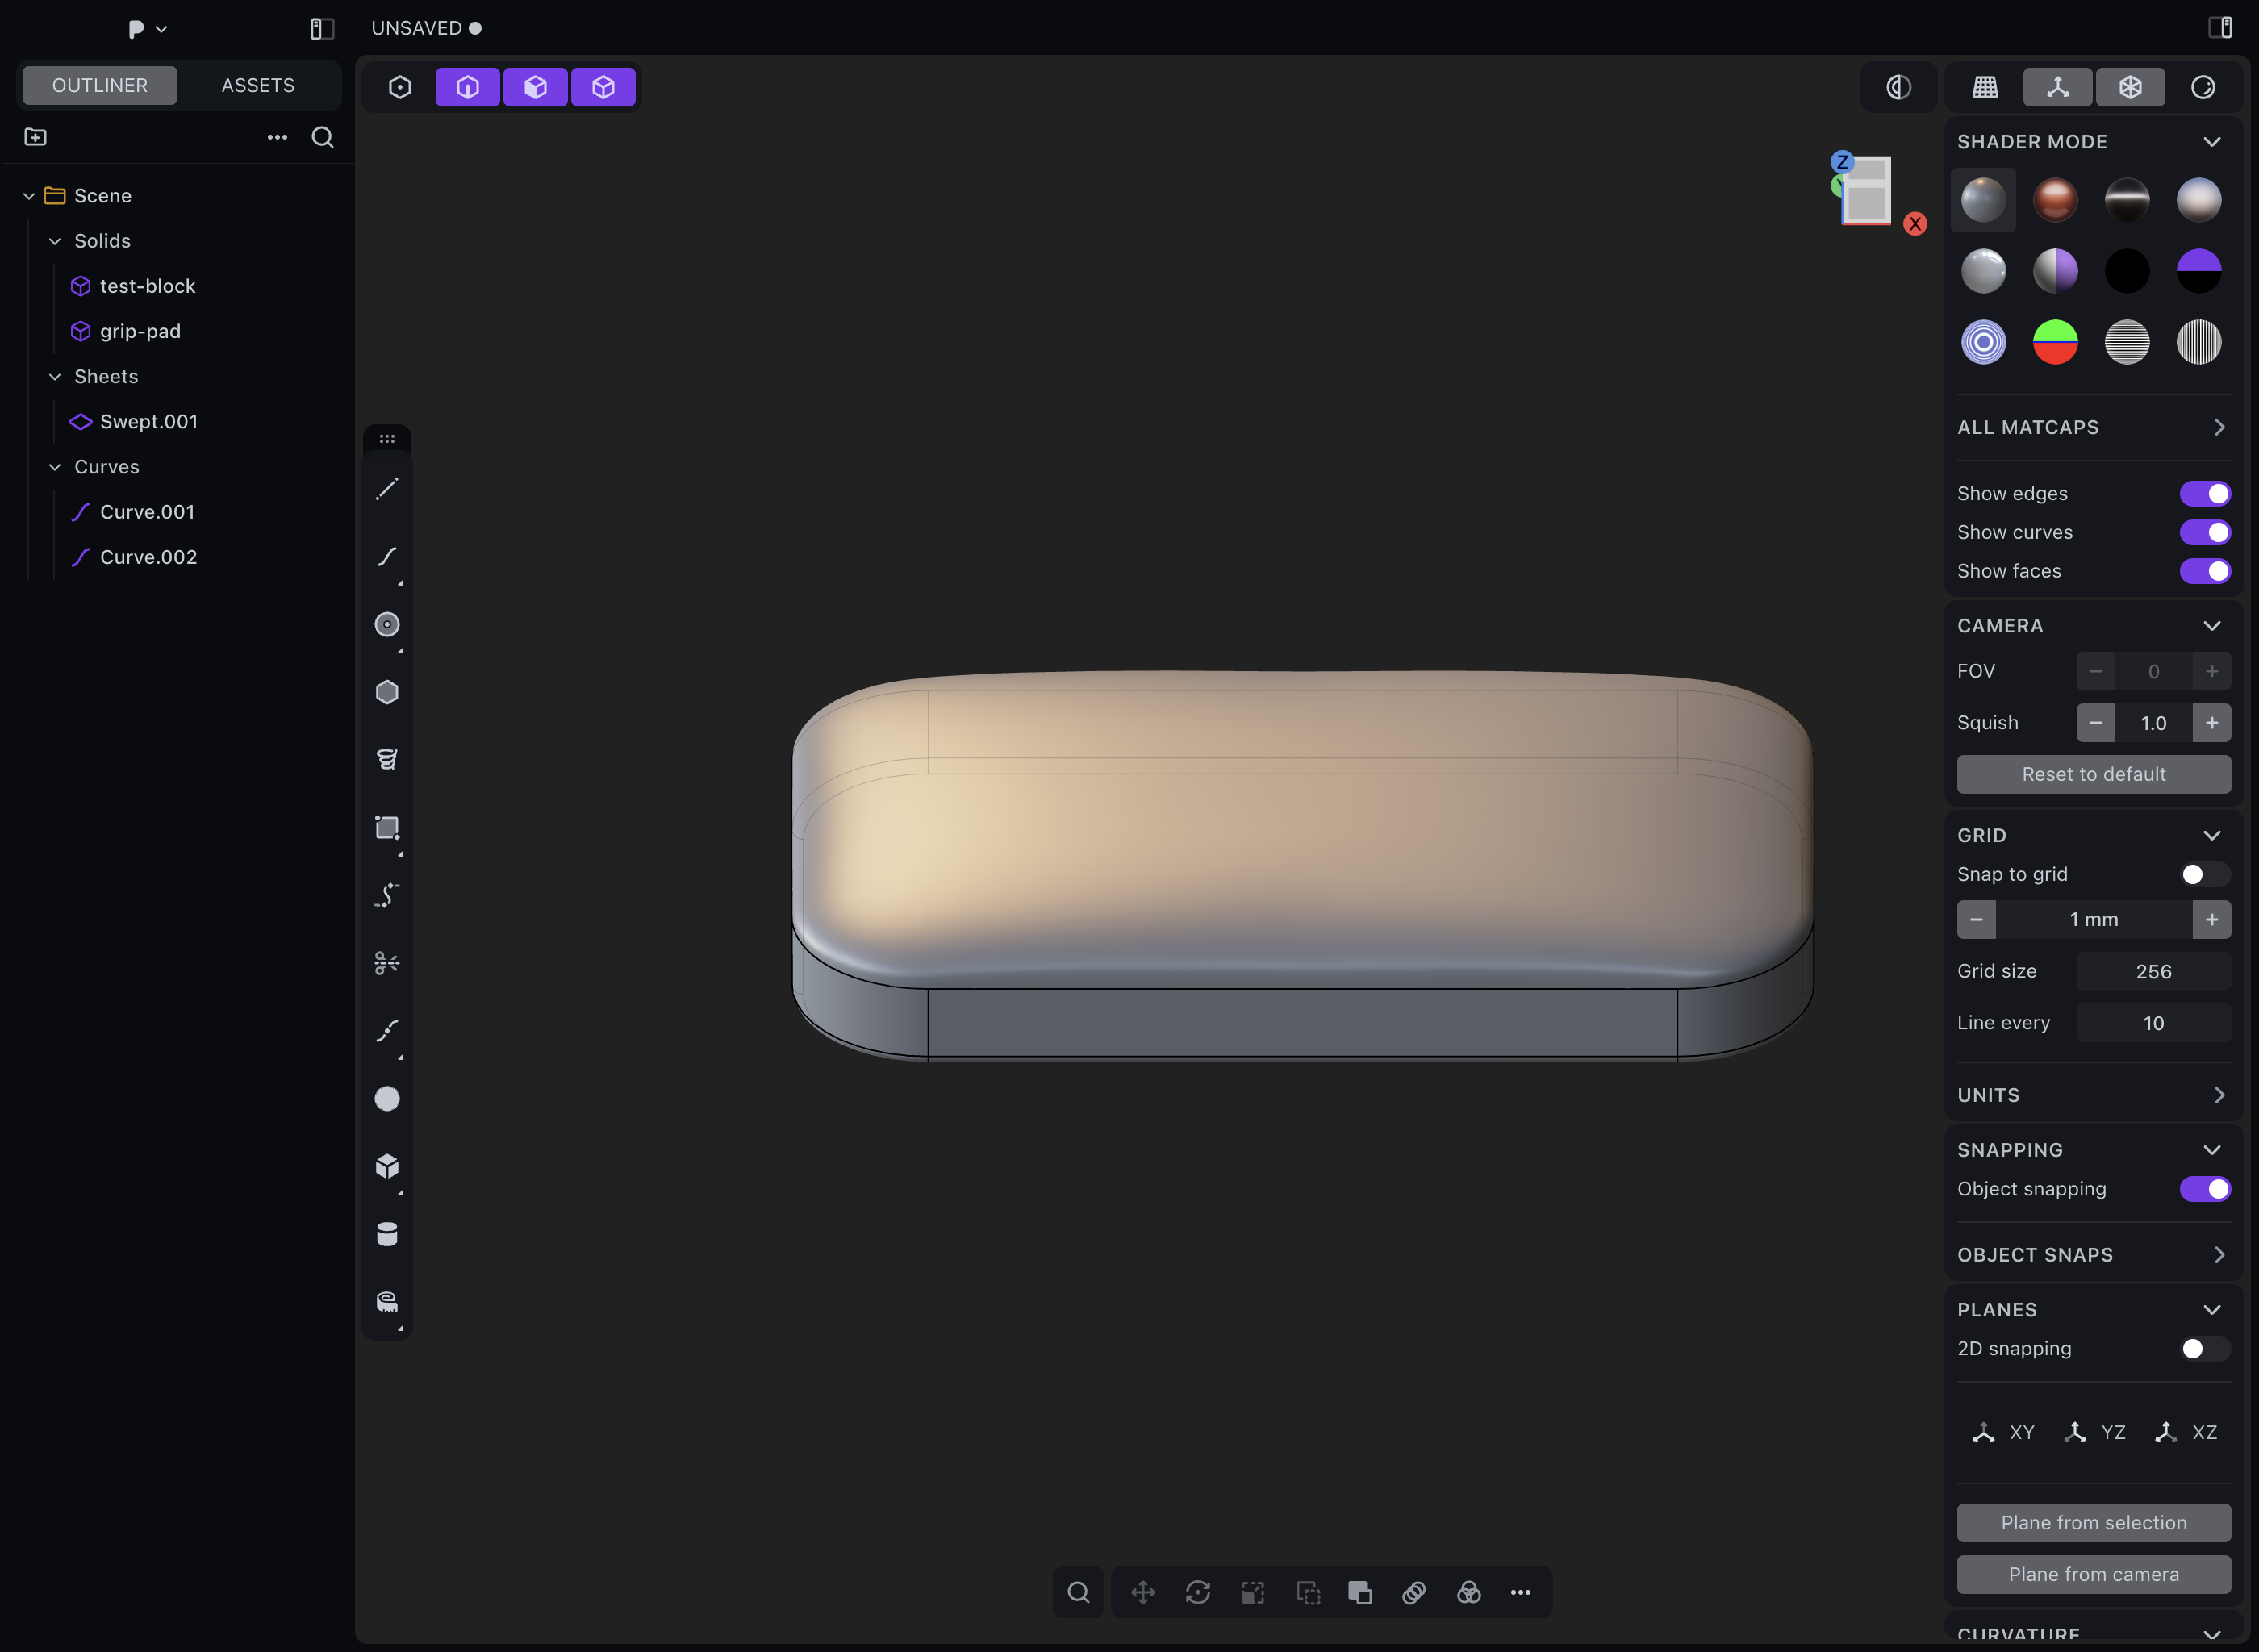 UNSAVED
OUTLINER
ASSETS
Scene
Solids
test-block
grip-pad
Sheets
Swept.001
Curves
Curve.001
Curve.002
Z
Y
X
SHADER MODE
ALL MATCAPS
Show edges
Show curves
Show faces
CAMERA
FOV 0
Squish 1.0
Reset to default
GRID
Snap to grid
1 mm
Grid size 256
Line every 10
UNITS
SNAPPING
Object snapping
OBJECT SNAPS
PLANES
2D snapping
XY YZ XZ
Plane from selection
Plane from camera
CURVATURE